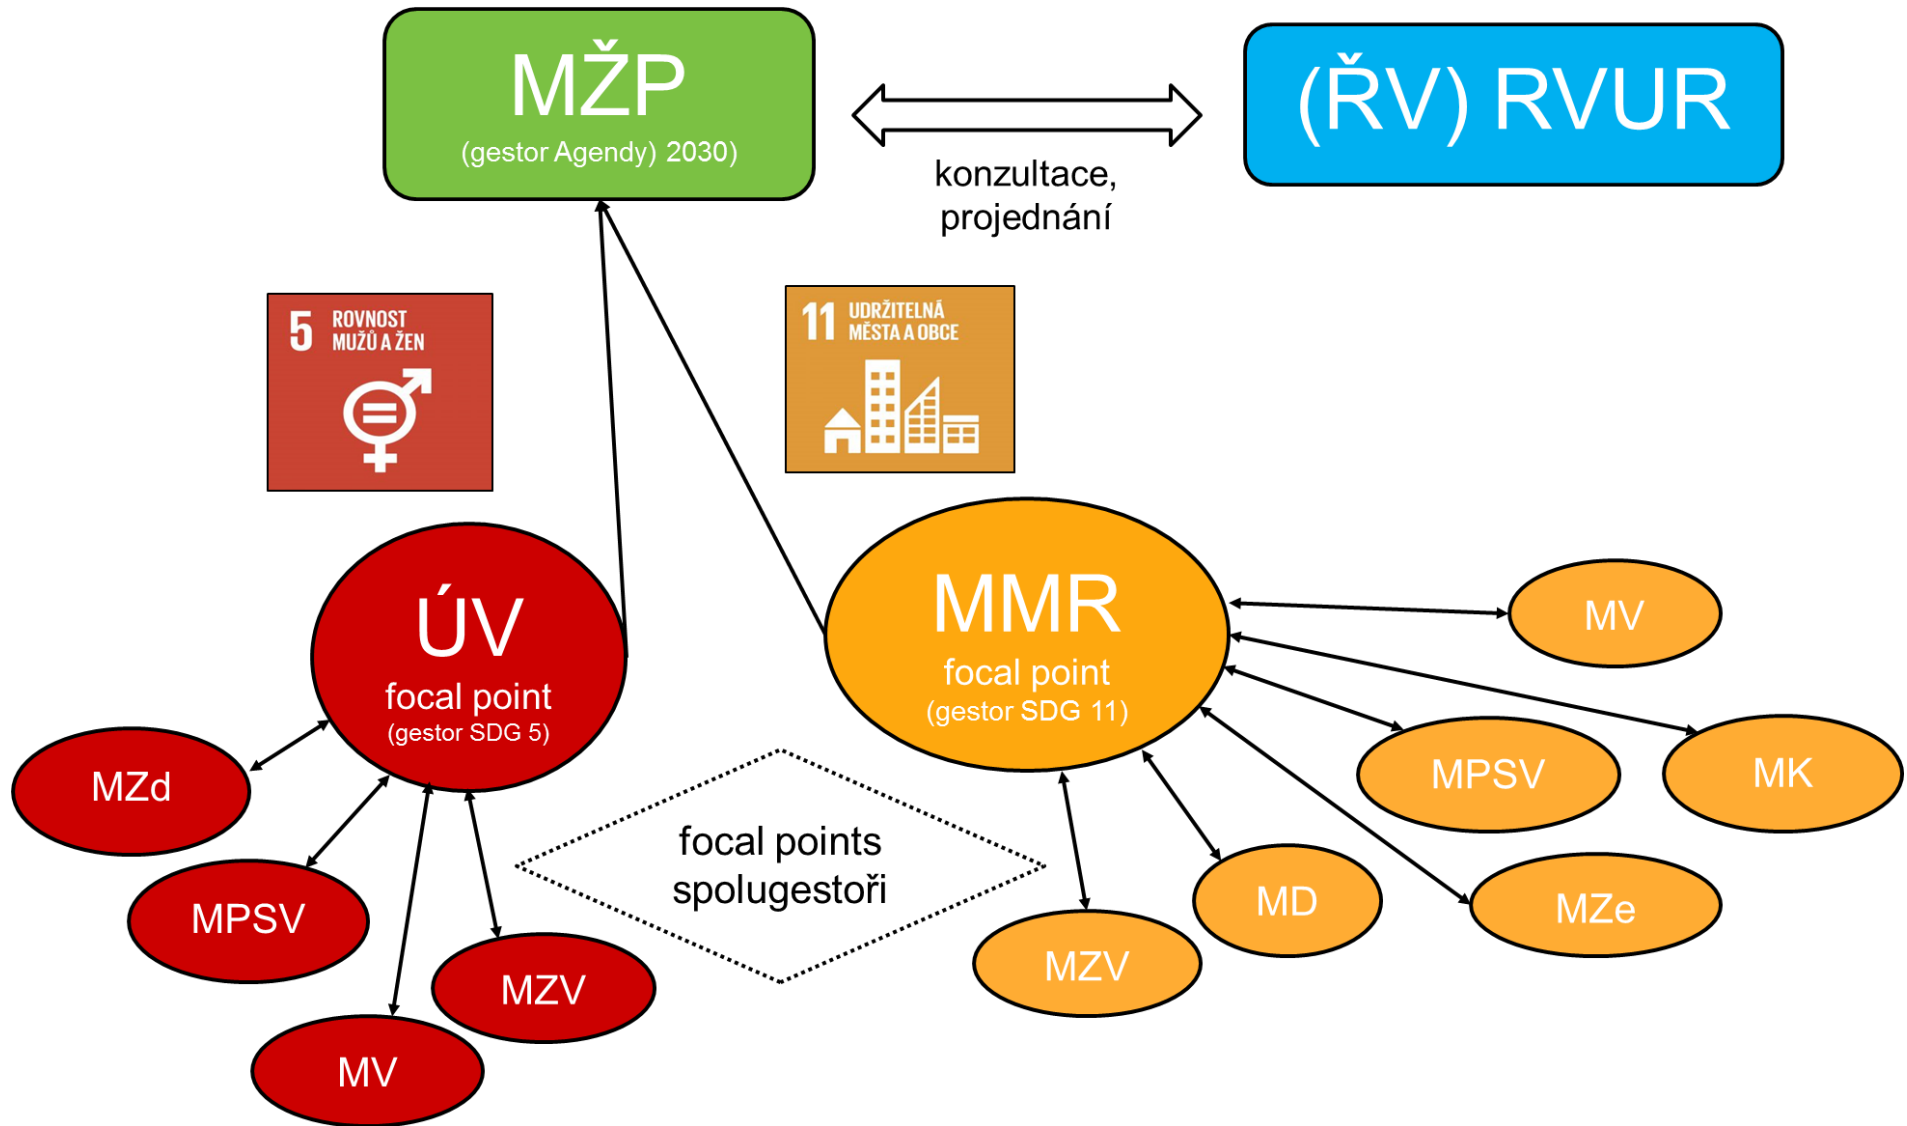 MŽP
(gestor Agendy) 2030)
(ŘV) RVUR
konzultace,
projednání
5 ROVNOST
MUŽŮ A ŽEN
11 UDRŽITELNÁ
MĚSTA A OBCE
ÚV
focal point
(gestor SDG 5)
MMR
focal point
(gestor SDG 11)
MV
MZd
MPSV
MK
focal points
spolugestoři
MPSV
MD
MZe
MZV
MZV
MV